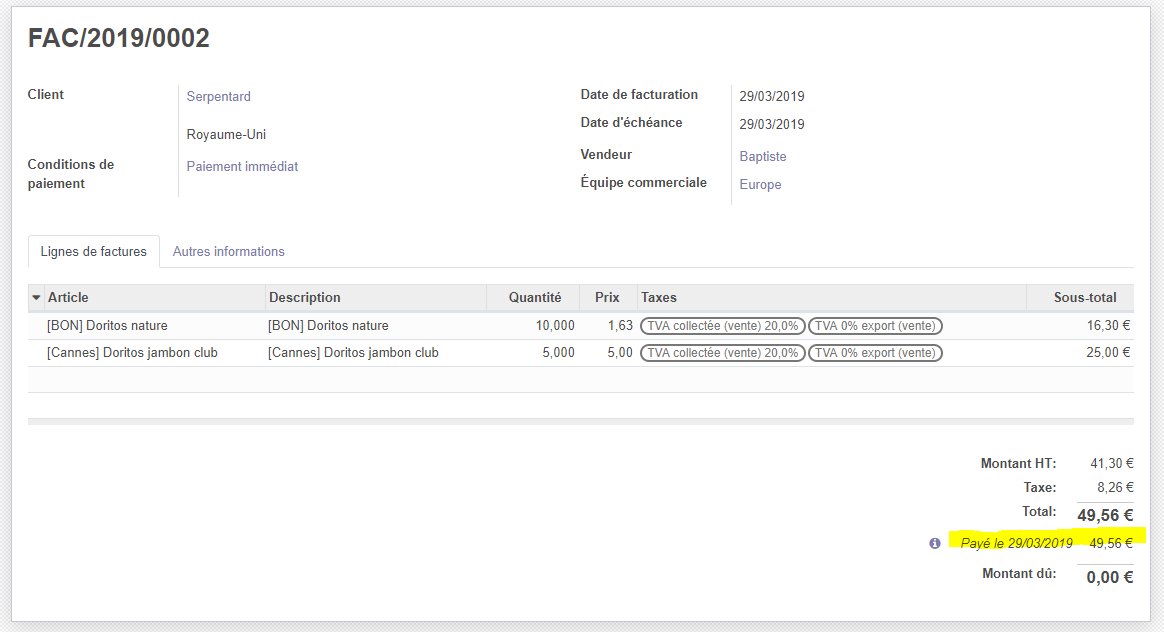 FAC/2019/0002
Client
Serpentard
Royaume-Uni
Conditions de
paiement
Paiement immédiat
Date de facturation
29/03/2019
Date d'échéance
29/03/2019
Vendeur
Baptiste
Équipe commerciale
Europe
Lignes de factures Autres informations
Article Description Quantité Prix Taxes Sous-total
[BON] Doritos nature [BON] Doritos nature 10,000 1,63 TVA collectée (vente) 20,0% TVA 0% export (vente) 16,30 €
[Cannes] Doritos jambon club [Cannes] Doritos jambon club 5,000 5,00 TVA collectée (vente) 20,0% TVA 0% export (vente) 25,00 €
Montant HT: 41,30 €
Taxe: 8,26 €
Total: 49,56 €
Payé le 29/03/2019 49,56 €
Montant dû: 0,00 €